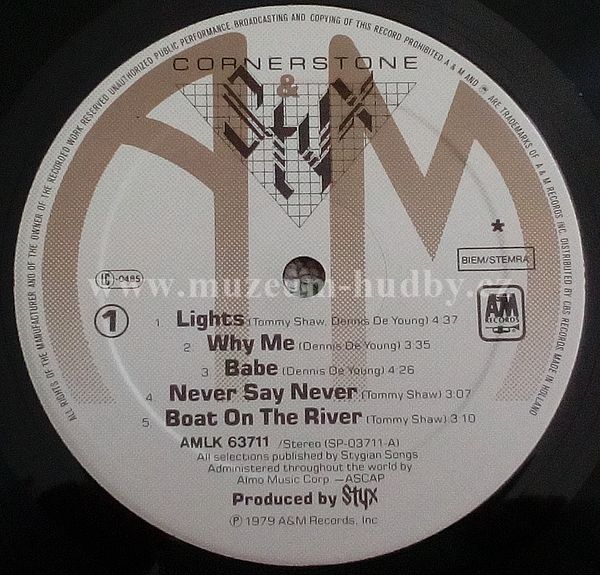 ALL RIGHTS OF THE MANUFACTURER AND OF THE OWNER OF THE RECORDED WORK RESERVED UNAUTHORIZED PUBLIC PERFORMANCE, BROADCASTING AND COPYING OF THIS RECORD PROHIBITED A & M AND ARE TRADEMARKS OF A & M RECORDS INC. DISTRIBUTED BY CBS RECORDS MADE IN HOLLAND
CORNERSTONE
&
STYX
*
BIEM/STEMRA
LC-0485
www.muzeum-hudby.cz
1
A&M
RECORDS
1. Lights (Tommy Shaw, Dennis De Young) 4:37
2. Why Me (Dennis De Young) 3:35
3. Babe (Dennis De Young) 4:26
4. Never Say Never (Tommy Shaw) 3:07
5. Boat On The River (Tommy Shaw) 3:10
AMLK 63711 /Stereo (SP-03711-A)
All selections published by Stygian Songs
Administered throughout the world by
Almo Music Corp. —ASCAP
Produced by Styx
℗ 1979 A&M Records, Inc